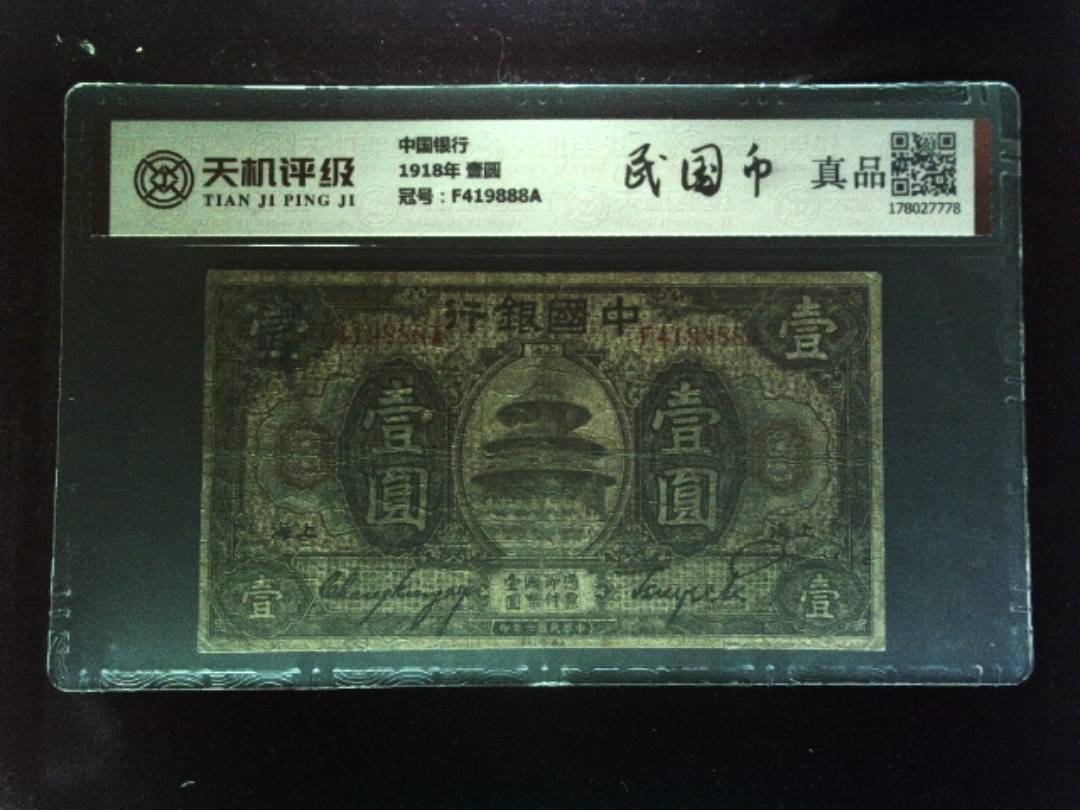 天机评级
TIAN JI PING JI
中国银行
1918年 壹圆
冠号：F419888A
民国币
真品
178027778
行銀國中
壹
壹
F419888A
壹圓
壹圓
海上
海上
壹
壹